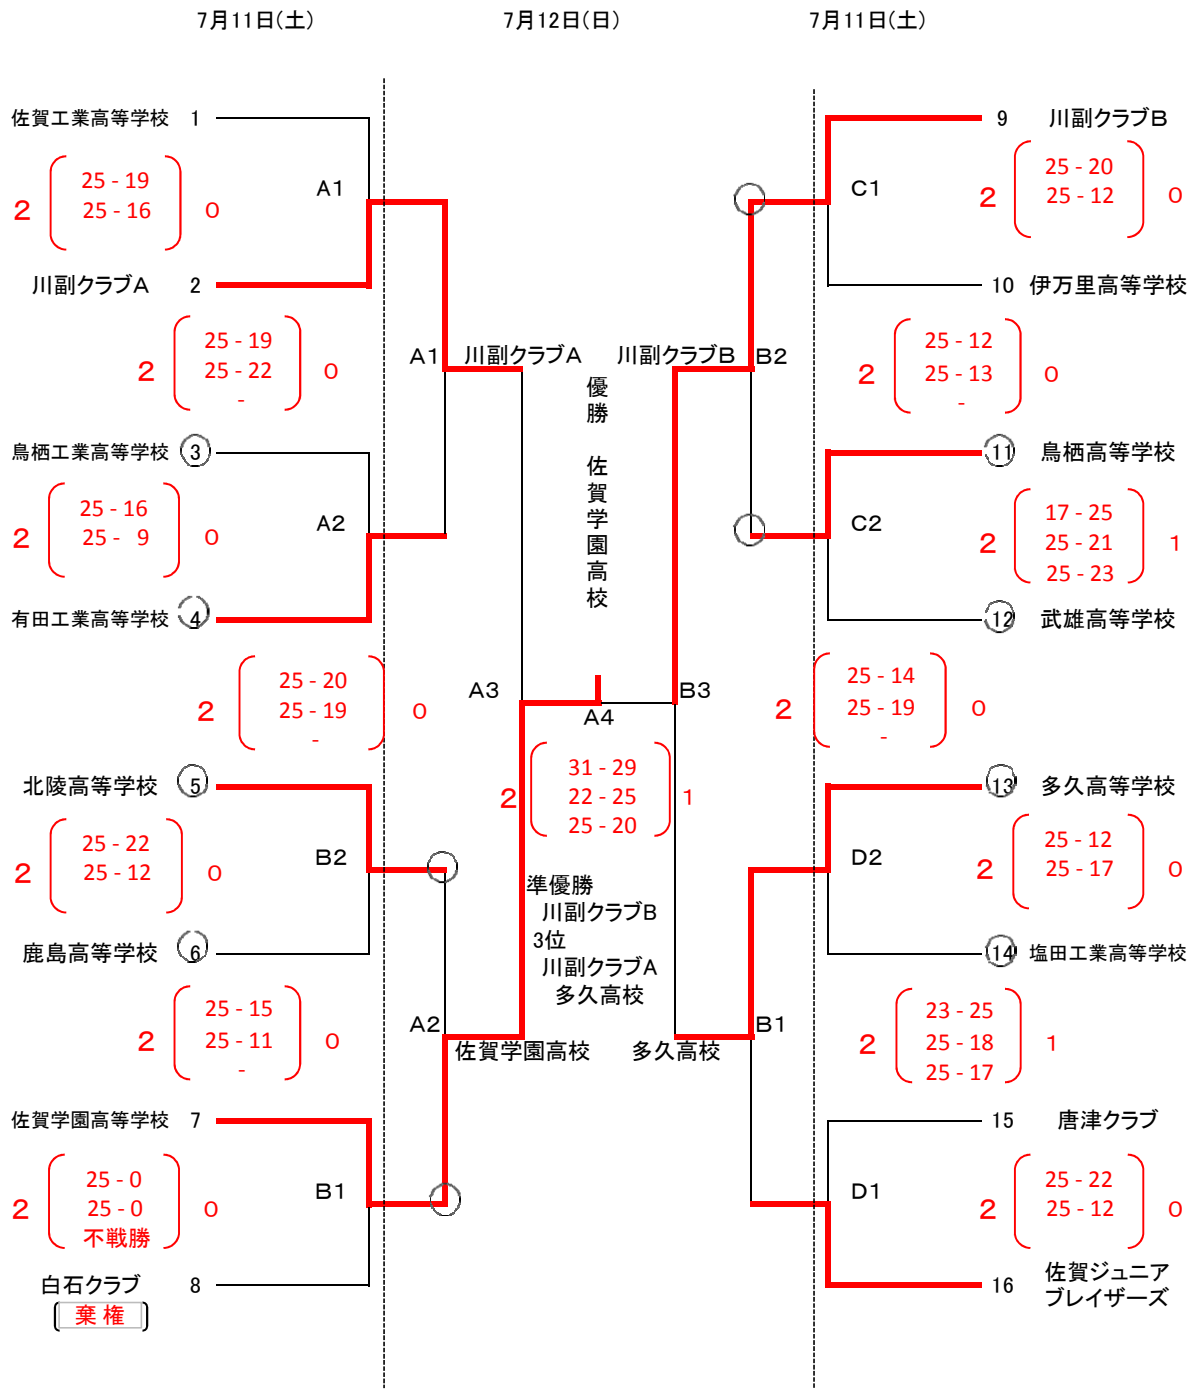 7月11日(土) 7月12日(日) 7月11日(土)
佐賀工業高等学校 1
A1
2 25 - 19 0
25 - 16
川副クラブA 2
2 25 - 19 0
25 - 22
-
A1 川副クラブA
鳥栖工業高等学校 3
A2
2 25 - 16 0
25 - 9
有田工業高等学校 4
2 25 - 20 0
25 - 19
-
A3
北陵高等学校 5
B2
2 25 - 22 0
25 - 12
鹿島高等学校 6
2 25 - 15 0
25 - 11
-
A2
佐賀学園高校
佐賀学園高等学校 7
B1
2 25 - 0 0
25 - 0
不戦勝
白石クラブ 8
棄権
優勝 佐賀学園高校
A4
2 31 - 29 1
22 - 25
25 - 20
準優勝
川副クラブB
3位
川副クラブA
多久高校
9 川副クラブB
C1
2 25 - 20 0
25 - 12
10 伊万里高等学校
川副クラブB B2
2 25 - 12 0
25 - 13
-
11 鳥栖高等学校
C2
2 17 - 25 1
25 - 21
25 - 23
12 武雄高等学校
B3
2 25 - 14 0
25 - 19
-
13 多久高等学校
D2
2 25 - 12 0
25 - 17
14 塩田工業高等学校
B1
多久高校
2 23 - 25 1
25 - 18
25 - 17
15 唐津クラブ
D1
2 25 - 22 0
25 - 12
16 佐賀ジュニア
ブレイザーズ